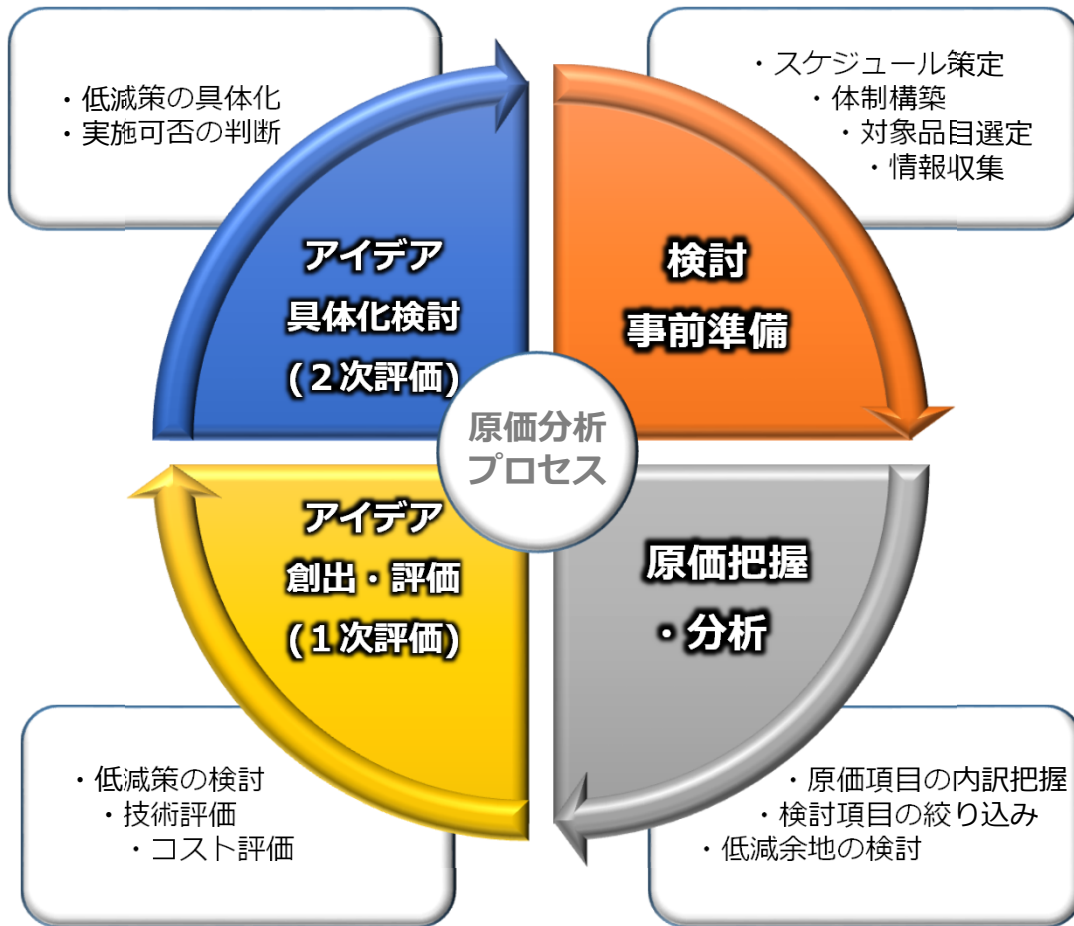 ・低減策の具体化
・実施可否の判断
・スケジュール策定
・体制構築
・対象品目選定
・情報収集
アイデア
具体化検討
(２次評価)
検討
事前準備
原価分析
プロセス
アイデア
創出・評価
(１次評価)
原価把握
・分析
・低減策の検討
・技術評価
・コスト評価
・原価項目の内訳把握
・検討項目の絞り込み
・低減余地の検討